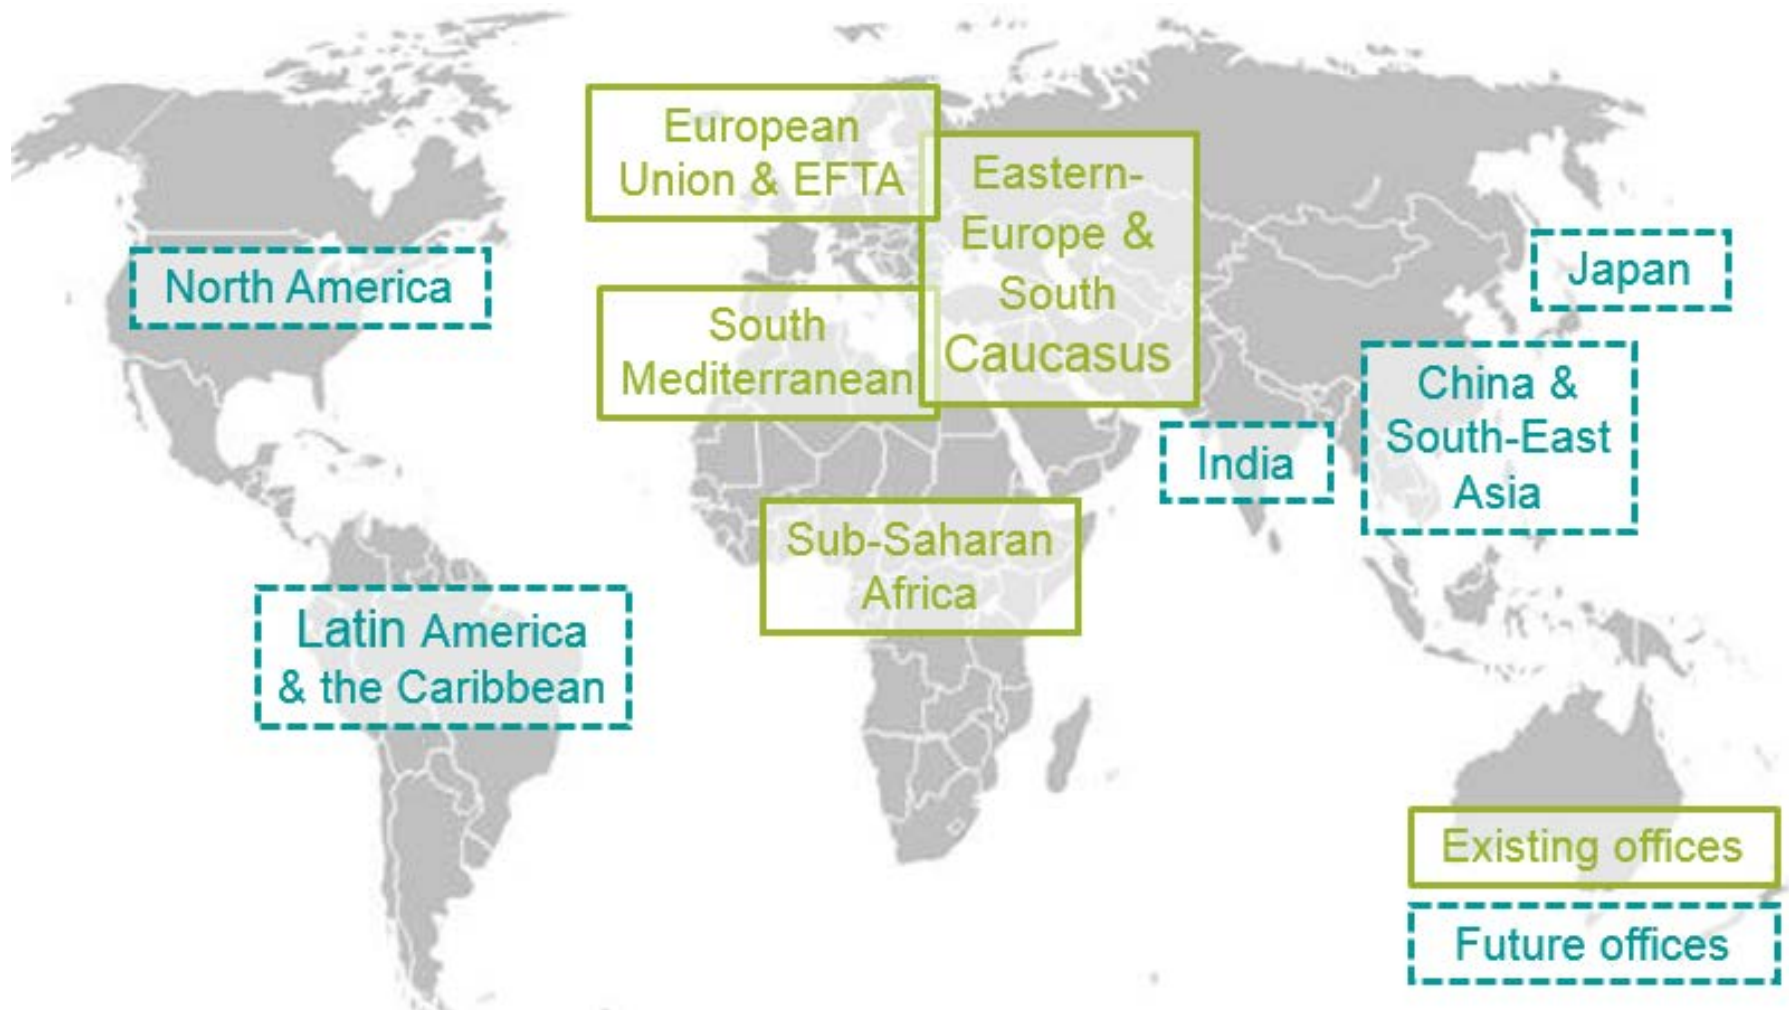 European
Union & EFTA
Eastern-
Europe &
South
Caucasus
North America
Japan
South
Mediterranean
China &
South-East
Asia
India
Sub-Saharan
Africa
Latin America
& the Caribbean
Existing offices
Future offices